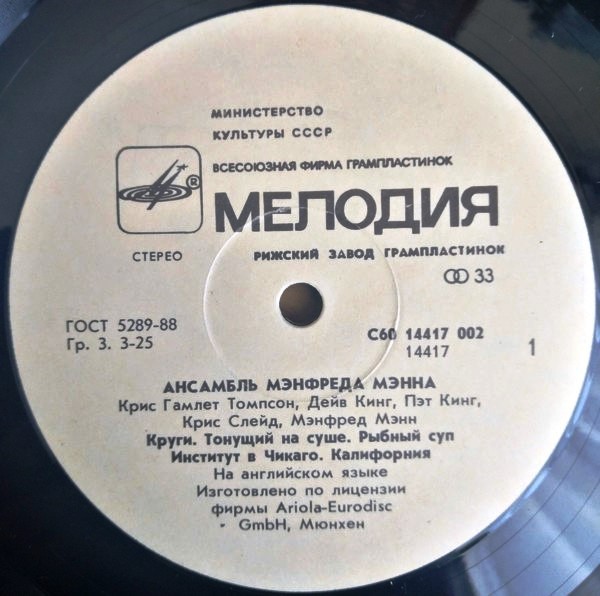 МИНИСТЕРСТВО
КУЛЬТУРЫ СССР
ВСЕСОЮЗНАЯ ФИРМА ГРАМПЛАСТИНОК
® МЕЛОДИЯ
СТЕРЕО
РИЖСКИЙ ЗАВОД ГРАМПЛАСТИНОК
33
ГОСТ 5289-88
Гр. 3. 3-25
С60 14417 002
14417
1
АНСАМБЛЬ МЭНФРЕДА МЭННА
Крис Гамлет Томпсон, Дейв Кинг, Пэт Кинг,
Крис Слейд, Мэнфред Мэнн
Круги. Тонущий на суше. Рыбный суп
Институт в Чикаго. Калифорния
На английском языке
Изготовлено по лицензии
фирмы Ariola-Eurodisc
GmbH, Мюнхен